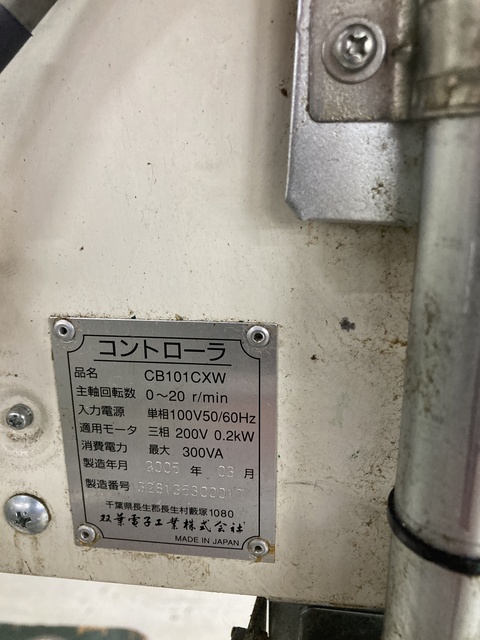 コントローラ
品名 CB101CXW
主軸回転数 0～20 r/min
入力電源 単相100V50/60Hz
適用モータ 三相 200V 0.2kW
消費電力 最大 300VA
製造年月 2005 年 03 月
製造番号
千葉県長生郡長生村藪塚1080
双葉電子工業株式会社
MADE IN JAPAN